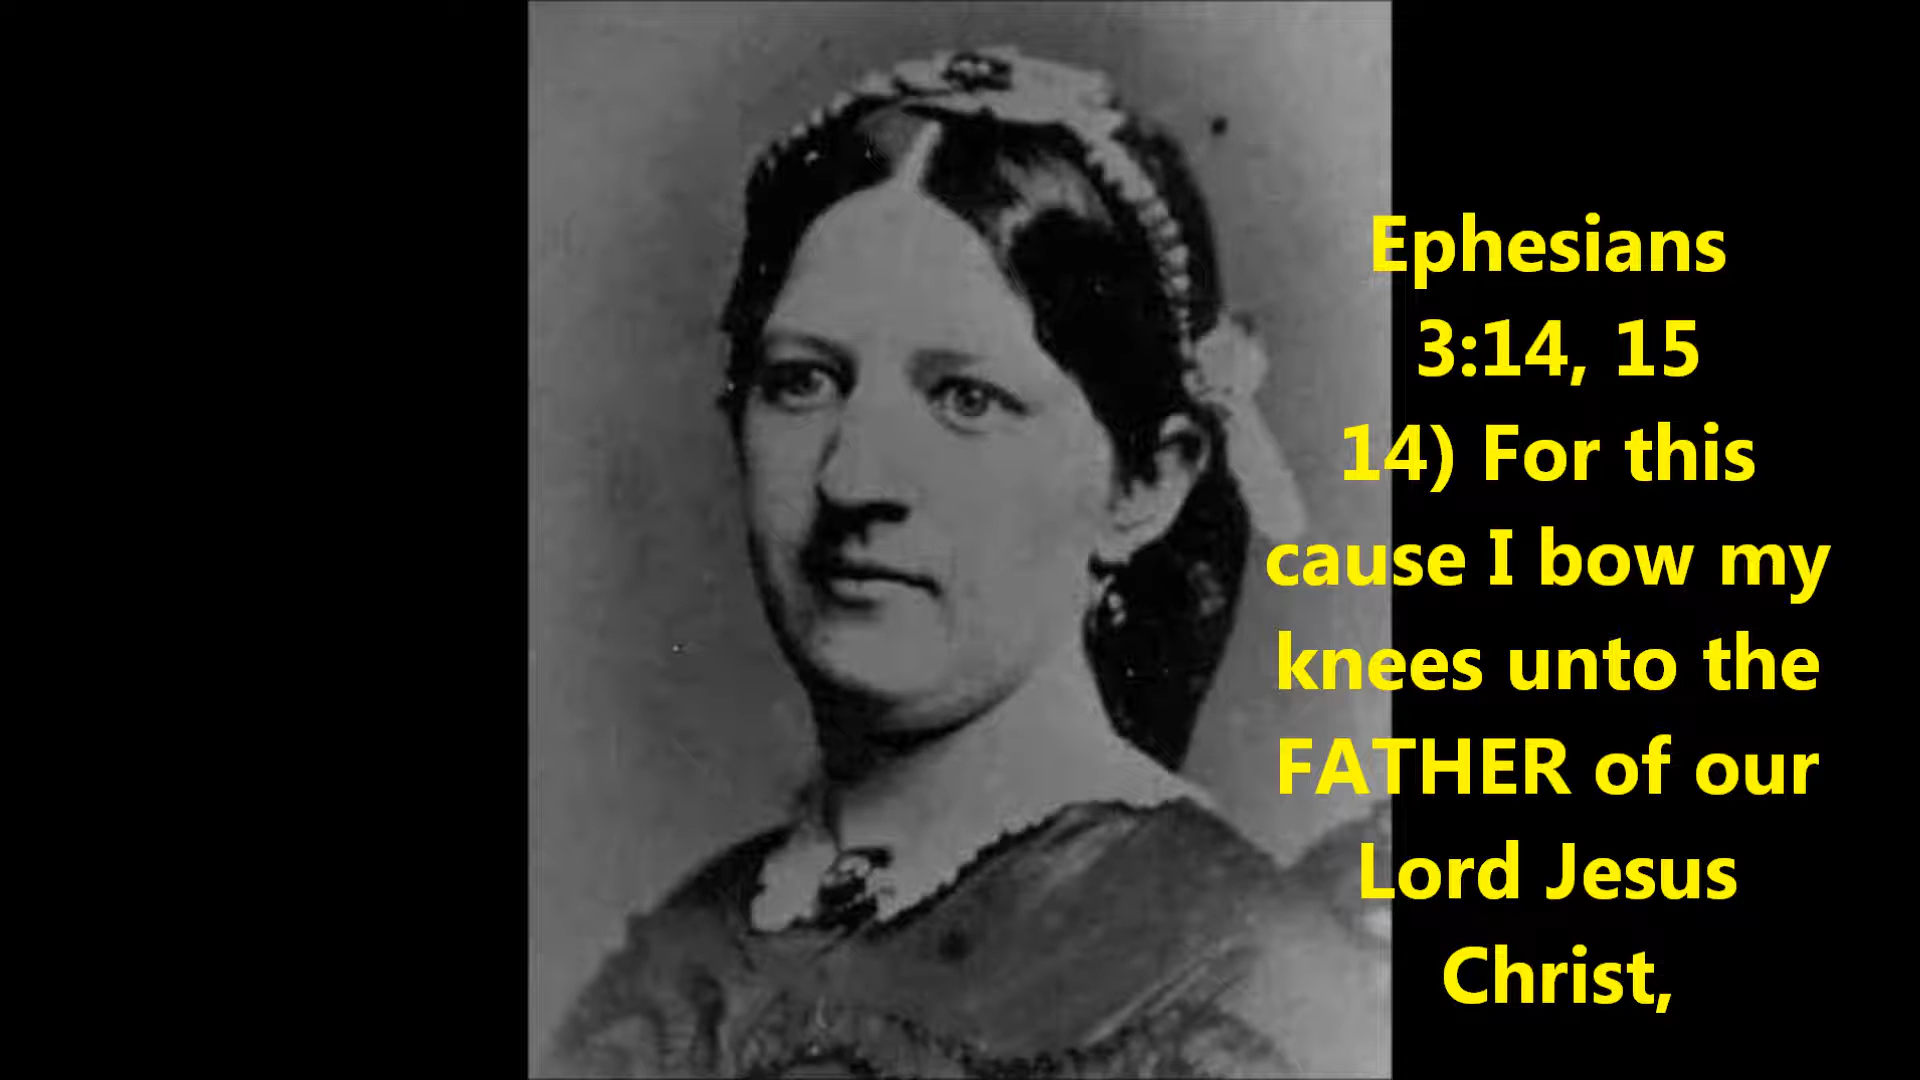 Ephesians
3:14, 15
14) For this
cause I bow my
knees unto the
FATHER of our
Lord Jesus
Christ,